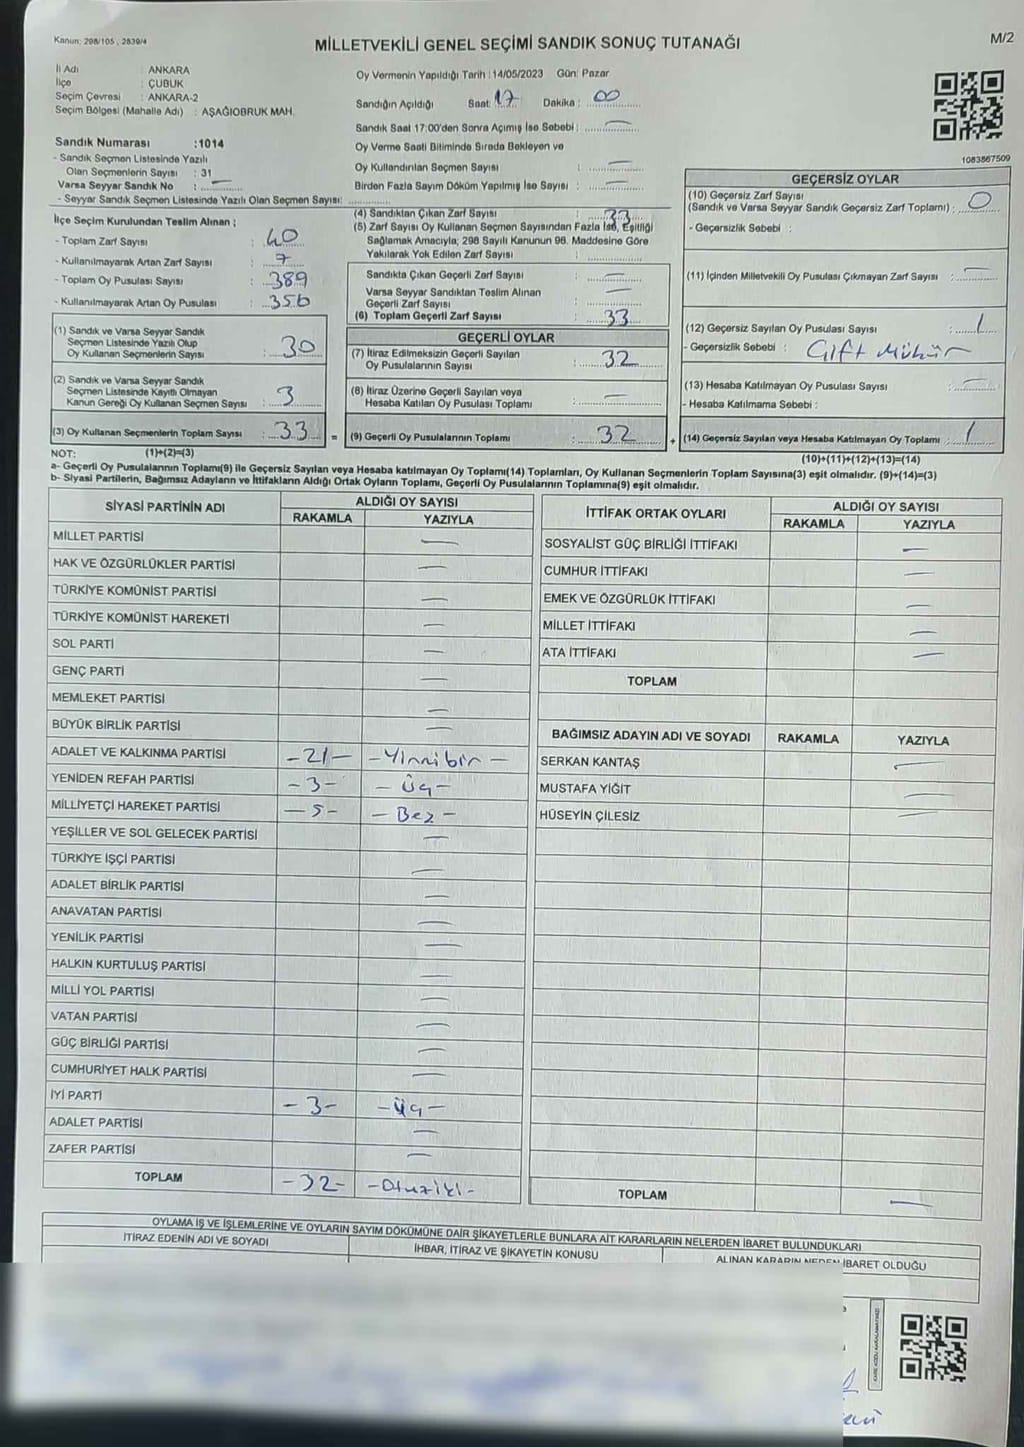 Kanun: 298/105 , 2839/4
MİLLETVEKİLİ GENEL SEÇİMİ SANDIK SONUÇ TUTANAĞI
M/2
İl Adı : ANKARA
İlçe : ÇUBUK
Seçim Çevresi : ANKARA-2
Seçim Bölgesi (Mahalle Adı) : AŞAĞIOBRUK MAH.
Oy Vermenin Yapıldığı Tarih : 14/05/2023 Gün: Pazar
Sandığın Açıldığı Saat: 17 Dakika : 00
Sandık Saat 17:00'den Sonra Açımış İse Sebebi : —
Oy Verme Saati Bitiminde Sırada Bekleyen ve
Oy Kullandırılan Seçmen Sayısı : —
Birden Fazla Sayım Döküm Yapılmış İse Sayısı : —
Sandık Numarası :1014
- Sandık Seçmen Listesinde Yazılı
Olan Seçmenlerin Sayısı : 31
Varsa Seyyar Sandık No : —
- Seyyar Sandık Seçmen Listesinde Yazılı Olan Seçmen Sayısı:
1083867509
İlçe Seçim Kurulundan Teslim Alınan ;
- Toplam Zarf Sayısı : 40
- Kullanılmayarak Artan Zarf Sayısı : 7
- Toplam Oy Pusulası Sayısı : 389
- Kullanılmayarak Artan Oy Pusulası : 356
(1) Sandık ve Varsa Seyyar Sandık
Seçmen Listesinde Yazılı Olup
Oy Kullanan Seçmenlerin Sayısı : 30
(2) Sandık ve Varsa Seyyar Sandık
Seçmen Listesinde Kayıtlı Olmayan
Kanun Gereği Oy Kullanan Seçmen Sayısı : 3
(3) Oy Kullanan Seçmenlerin Toplam Sayısı : 33 =
(4) Sandıktan Çıkan Zarf Sayısı : 33
(5) Zarf Sayısı Oy Kullanan Seçmen Sayısından Fazla İse, Eşitliği
Sağlamak Amacıyla; 298 Sayılı Kanunun 98. Maddesine Göre
Yakılarak Yok Edilen Zarf Sayısı :
Sandıkta Çıkan Geçerli Zarf Sayısı : —
Varsa Seyyar Sandıktan Teslim Alınan
Geçerli Zarf Sayısı : —
(6) Toplam Geçerli Zarf Sayısı : 33
GEÇERLİ OYLAR
(7) İtiraz Edilmeksizin Geçerli Sayılan
Oy Pusulalarının Sayısı : 32
(8) İtiraz Üzerine Geçerli Sayılan veya
Hesaba Katılan Oy Pusulası Toplamı : —
(9) Geçerli Oy Pusulalarının Toplamı : 32 +
GEÇERSİZ OYLAR
(10) Geçersiz Zarf Sayısı
(Sandık ve Varsa Seyyar Sandık Geçersiz Zarf Toplamı) : 0
- Geçersizlik Sebebi :
(11) İçinden Milletvekili Oy Pusulası Çıkmayan Zarf Sayısı : —
(12) Geçersiz Sayılan Oy Pusulası Sayısı : 1
- Geçersizlik Sebebi : Çift Mühür
(13) Hesaba Katılmayan Oy Pusulası Sayısı : —
- Hesaba Katılmama Sebebi :
(14) Geçersiz Sayılan veya Hesaba Katılmayan Oy Toplamı : 1
NOT: (1)+(2)=(3)
(10)+(11)+(12)+(13)=(14)
a- Geçerli Oy Pusulalarının Toplamı(9) ile Geçersiz Sayılan veya Hesaba katılmayan Oy Toplamı(14) Toplamları, Oy Kullanan Seçmenlerin Toplam Sayısına(3) eşit olmalıdır. (9)+(14)=(3)
b- Siyasi Partilerin, Bağımsız Adayların ve İttifakların Aldığı Ortak Oyların Toplamı, Geçerli Oy Pusulalarının Toplamına(9) eşit olmalıdır.
SİYASİ PARTİNİN ADI ALDIĞI OY SAYISI
RAKAMLA YAZIYLA
MİLLET PARTİSİ —
HAK VE ÖZGÜRLÜKLER PARTİSİ —
TÜRKİYE KOMÜNİST PARTİSİ —
TÜRKİYE KOMÜNİST HAREKETİ —
SOL PARTİ —
GENÇ PARTİ —
MEMLEKET PARTİSİ —
BÜYÜK BİRLİK PARTİSİ —
ADALET VE KALKINMA PARTİSİ -21- -Yirmibir-
YENİDEN REFAH PARTİSİ -3- -Üç-
MİLLİYETÇİ HAREKET PARTİSİ -5- -Beş-
YEŞİLLER VE SOL GELECEK PARTİSİ —
TÜRKİYE İŞÇİ PARTİSİ —
ADALET BİRLİK PARTİSİ —
ANAVATAN PARTİSİ —
YENİLİK PARTİSİ —
HALKIN KURTULUŞ PARTİSİ —
MİLLİ YOL PARTİSİ —
VATAN PARTİSİ —
GÜÇ BİRLİĞİ PARTİSİ —
CUMHURİYET HALK PARTİSİ —
İYİ PARTİ -3- -Üç-
ADALET PARTİSİ —
ZAFER PARTİSİ —
TOPLAM -32- -Otuziki-
İTTİFAK ORTAK OYLARI ALDIĞI OY SAYISI
RAKAMLA YAZIYLA
SOSYALİST GÜÇ BİRLİĞİ İTTİFAKI —
CUMHUR İTTİFAKI —
EMEK VE ÖZGÜRLÜK İTTİFAKI —
MİLLET İTTİFAKI —
ATA İTTİFAKI —
TOPLAM
BAĞIMSIZ ADAYIN ADI VE SOYADI RAKAMLA YAZIYLA
SERKAN KANTAŞ —
MUSTAFA YİĞİT —
HÜSEYİN ÇİLESİZ —
TOPLAM —
OYLAMA İŞ VE İŞLEMLERİNE VE OYLARIN SAYIM DÖKÜMÜNE DAİR ŞİKAYETLERLE BUNLARA AİT KARARLARIN NELERDEN İBARET BULUNDUKLARI
İTİRAZ EDENİN ADI VE SOYADI İHBAR, İTİRAZ VE ŞİKAYETİN KONUSU ALINAN KARARIN NEDEN İBARET OLDUĞU